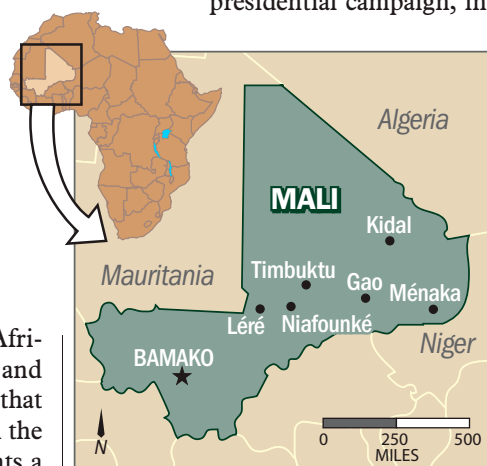 presidential campaign, in
Algeria
MALI
Kidal
Mauritania
Timbuktu
Gao
Ménaka
Léré
Niafounké
Niger
BAMAKO
Afri-
and
that
the
nts a
N
0 250 500
MILES